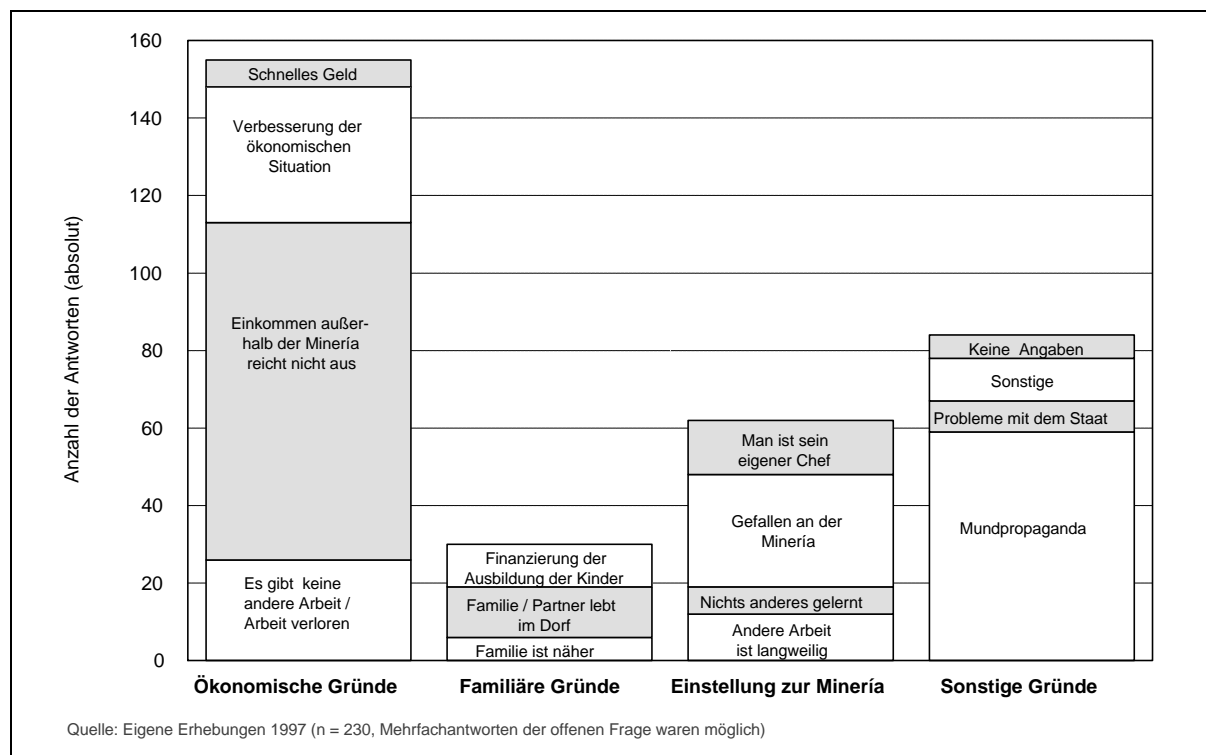 Anzahl der Antworten (absolut)
160
140
120
100
80
60
40
20
0
Schnelles Geld
Verbesserung der
ökonomischen
Situation
Einkommen außer-
halb der Minería
reicht nicht aus
Es gibt keine
andere Arbeit /
Arbeit verloren
Finanzierung der
Ausbildung der Kinder
Familie / Partner lebt
im Dorf
Familie ist näher
Man ist sein
eigener Chef
Gefallen an der
Minería
Nichts anderes gelernt
Andere Arbeit
ist langweilig
Keine Angaben
Sonstige
Probleme mit dem Staat
Mundpropaganda
Ökonomische Gründe
Familiäre Gründe
Einstellung zur Minería
Sonstige Gründe
Quelle: Eigene Erhebungen 1997 (n = 230, Mehrfachantworten der offenen Frage waren möglich)